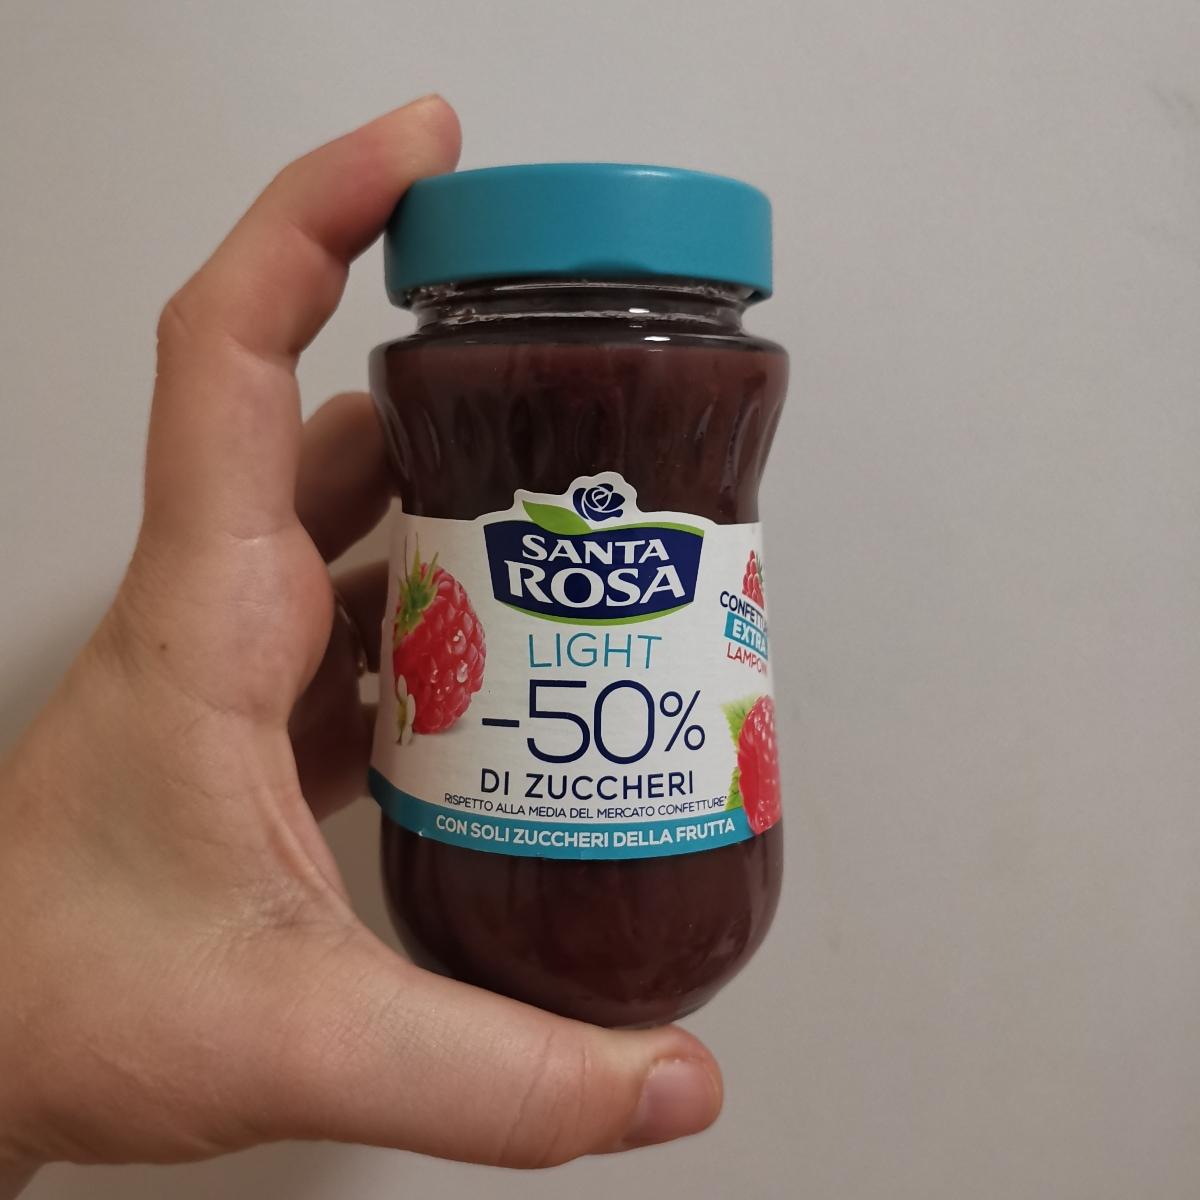 SANTA
ROSA
LIGHT
-50%
DI ZUCCHERI
RISPETTO ALLA MEDIA DEL MERCATO CONFETTURE*
CON SOLI ZUCCHERI DELLA FRUTTA
EXTRA